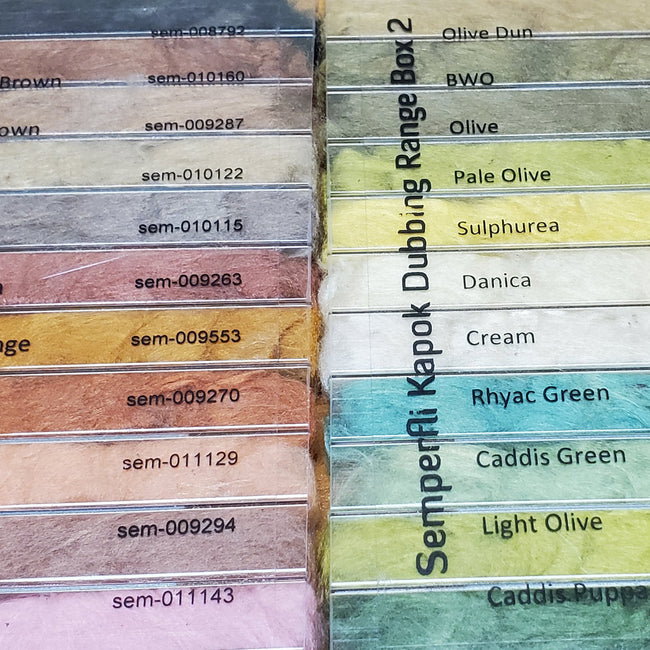 sem-008792
Brown sem-010160
own sem-009287
sem-010122
sem-010115
sem-009263
nge sem-009553
sem-009270
sem-011129
sem-009294
sem-011143
Semperfli Kapok Dubbing Range Box 2
Olive Dun
BWO
Olive
Pale Olive
Sulphurea
Danica
Cream
Rhyac Green
Caddis Green
Light Olive
Caddis Puppa